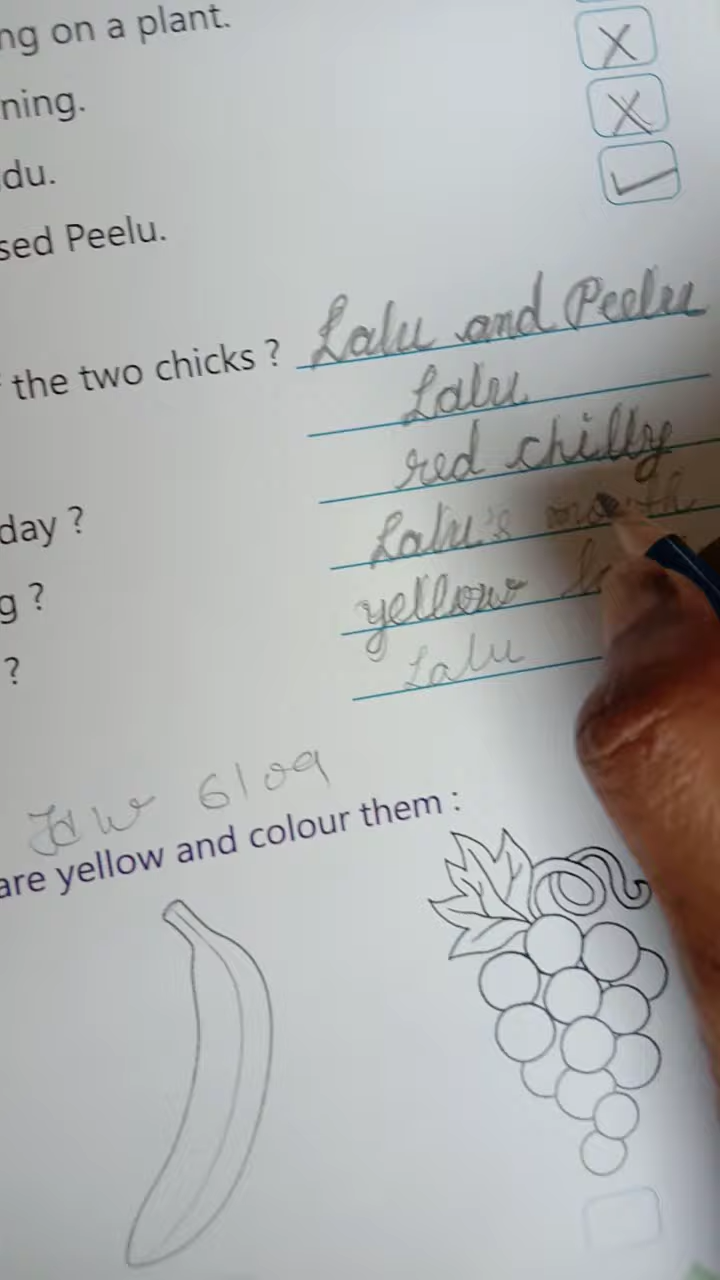 ng on a plant.
ning.
du.
sed Peelu.
the two chicks ? Lalu and Peelu
Lalu
red chilly
day ? Lalu's mouth
g ? yellow
? Lalu
are yellow and colour them :